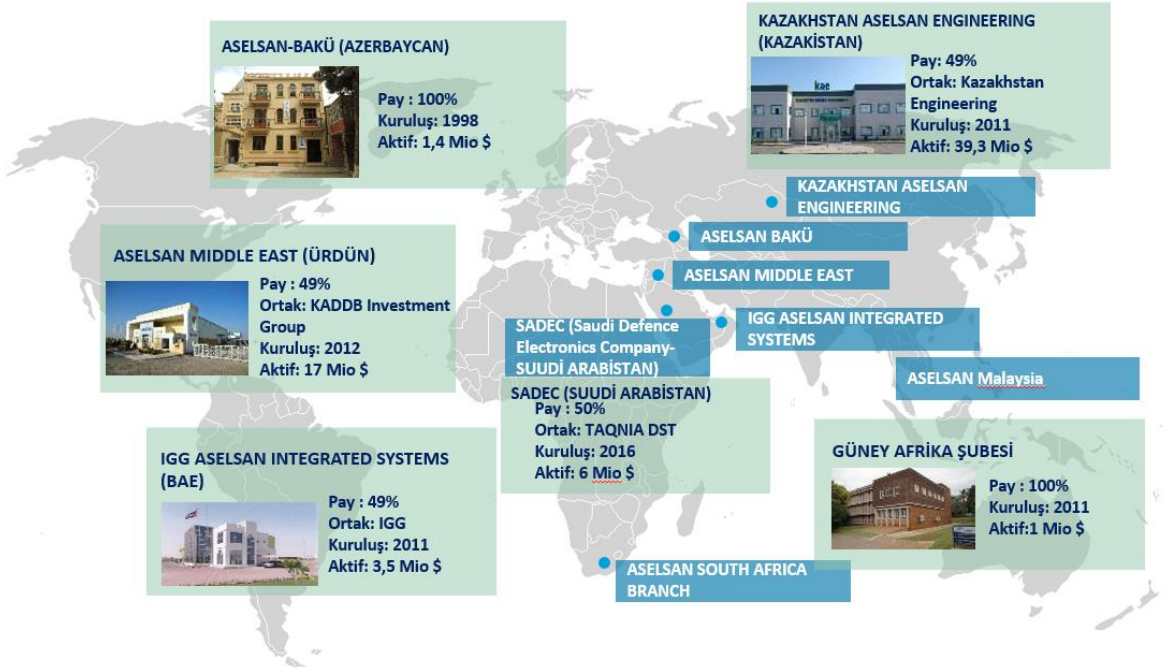 ASELSAN-BAKÜ (AZERBAYCAN)
Pay : 100%
Kuruluş: 1998
Aktif: 1,4 Mio $
KAZAKHSTAN ASELSAN ENGINEERING
(KAZAKİSTAN)
kae
Pay: 49%
Ortak: Kazakhstan
Engineering
Kuruluş: 2011
Aktif: 39,3 Mio $
KAZAKHSTAN ASELSAN
ENGINEERING
ASELSAN BAKÜ
ASELSAN MIDDLE EAST
ASELSAN MIDDLE EAST (ÜRDÜN)
Pay : 49%
Ortak: KADDB Investment
Group
Kuruluş: 2012
Aktif: 17 Mio $
SADEC (Saudi Defence
Electronics Company-
SUUDİ ARABİSTAN)
IGG ASELSAN INTEGRATED
SYSTEMS
ASELSAN Malaysia
SADEC (SUUDİ ARABİSTAN)
Pay : 50%
Ortak: TAQNIA DST
Kuruluş: 2016
Aktif: 6 Mio $
IGG ASELSAN INTEGRATED SYSTEMS
(BAE)
Pay : 49%
Ortak: IGG
Kuruluş: 2011
Aktif: 3,5 Mio $
GÜNEY AFRİKA ŞUBESİ
Pay : 100%
Kuruluş: 2011
Aktif:1 Mio $
ASELSAN SOUTH AFRICA
BRANCH